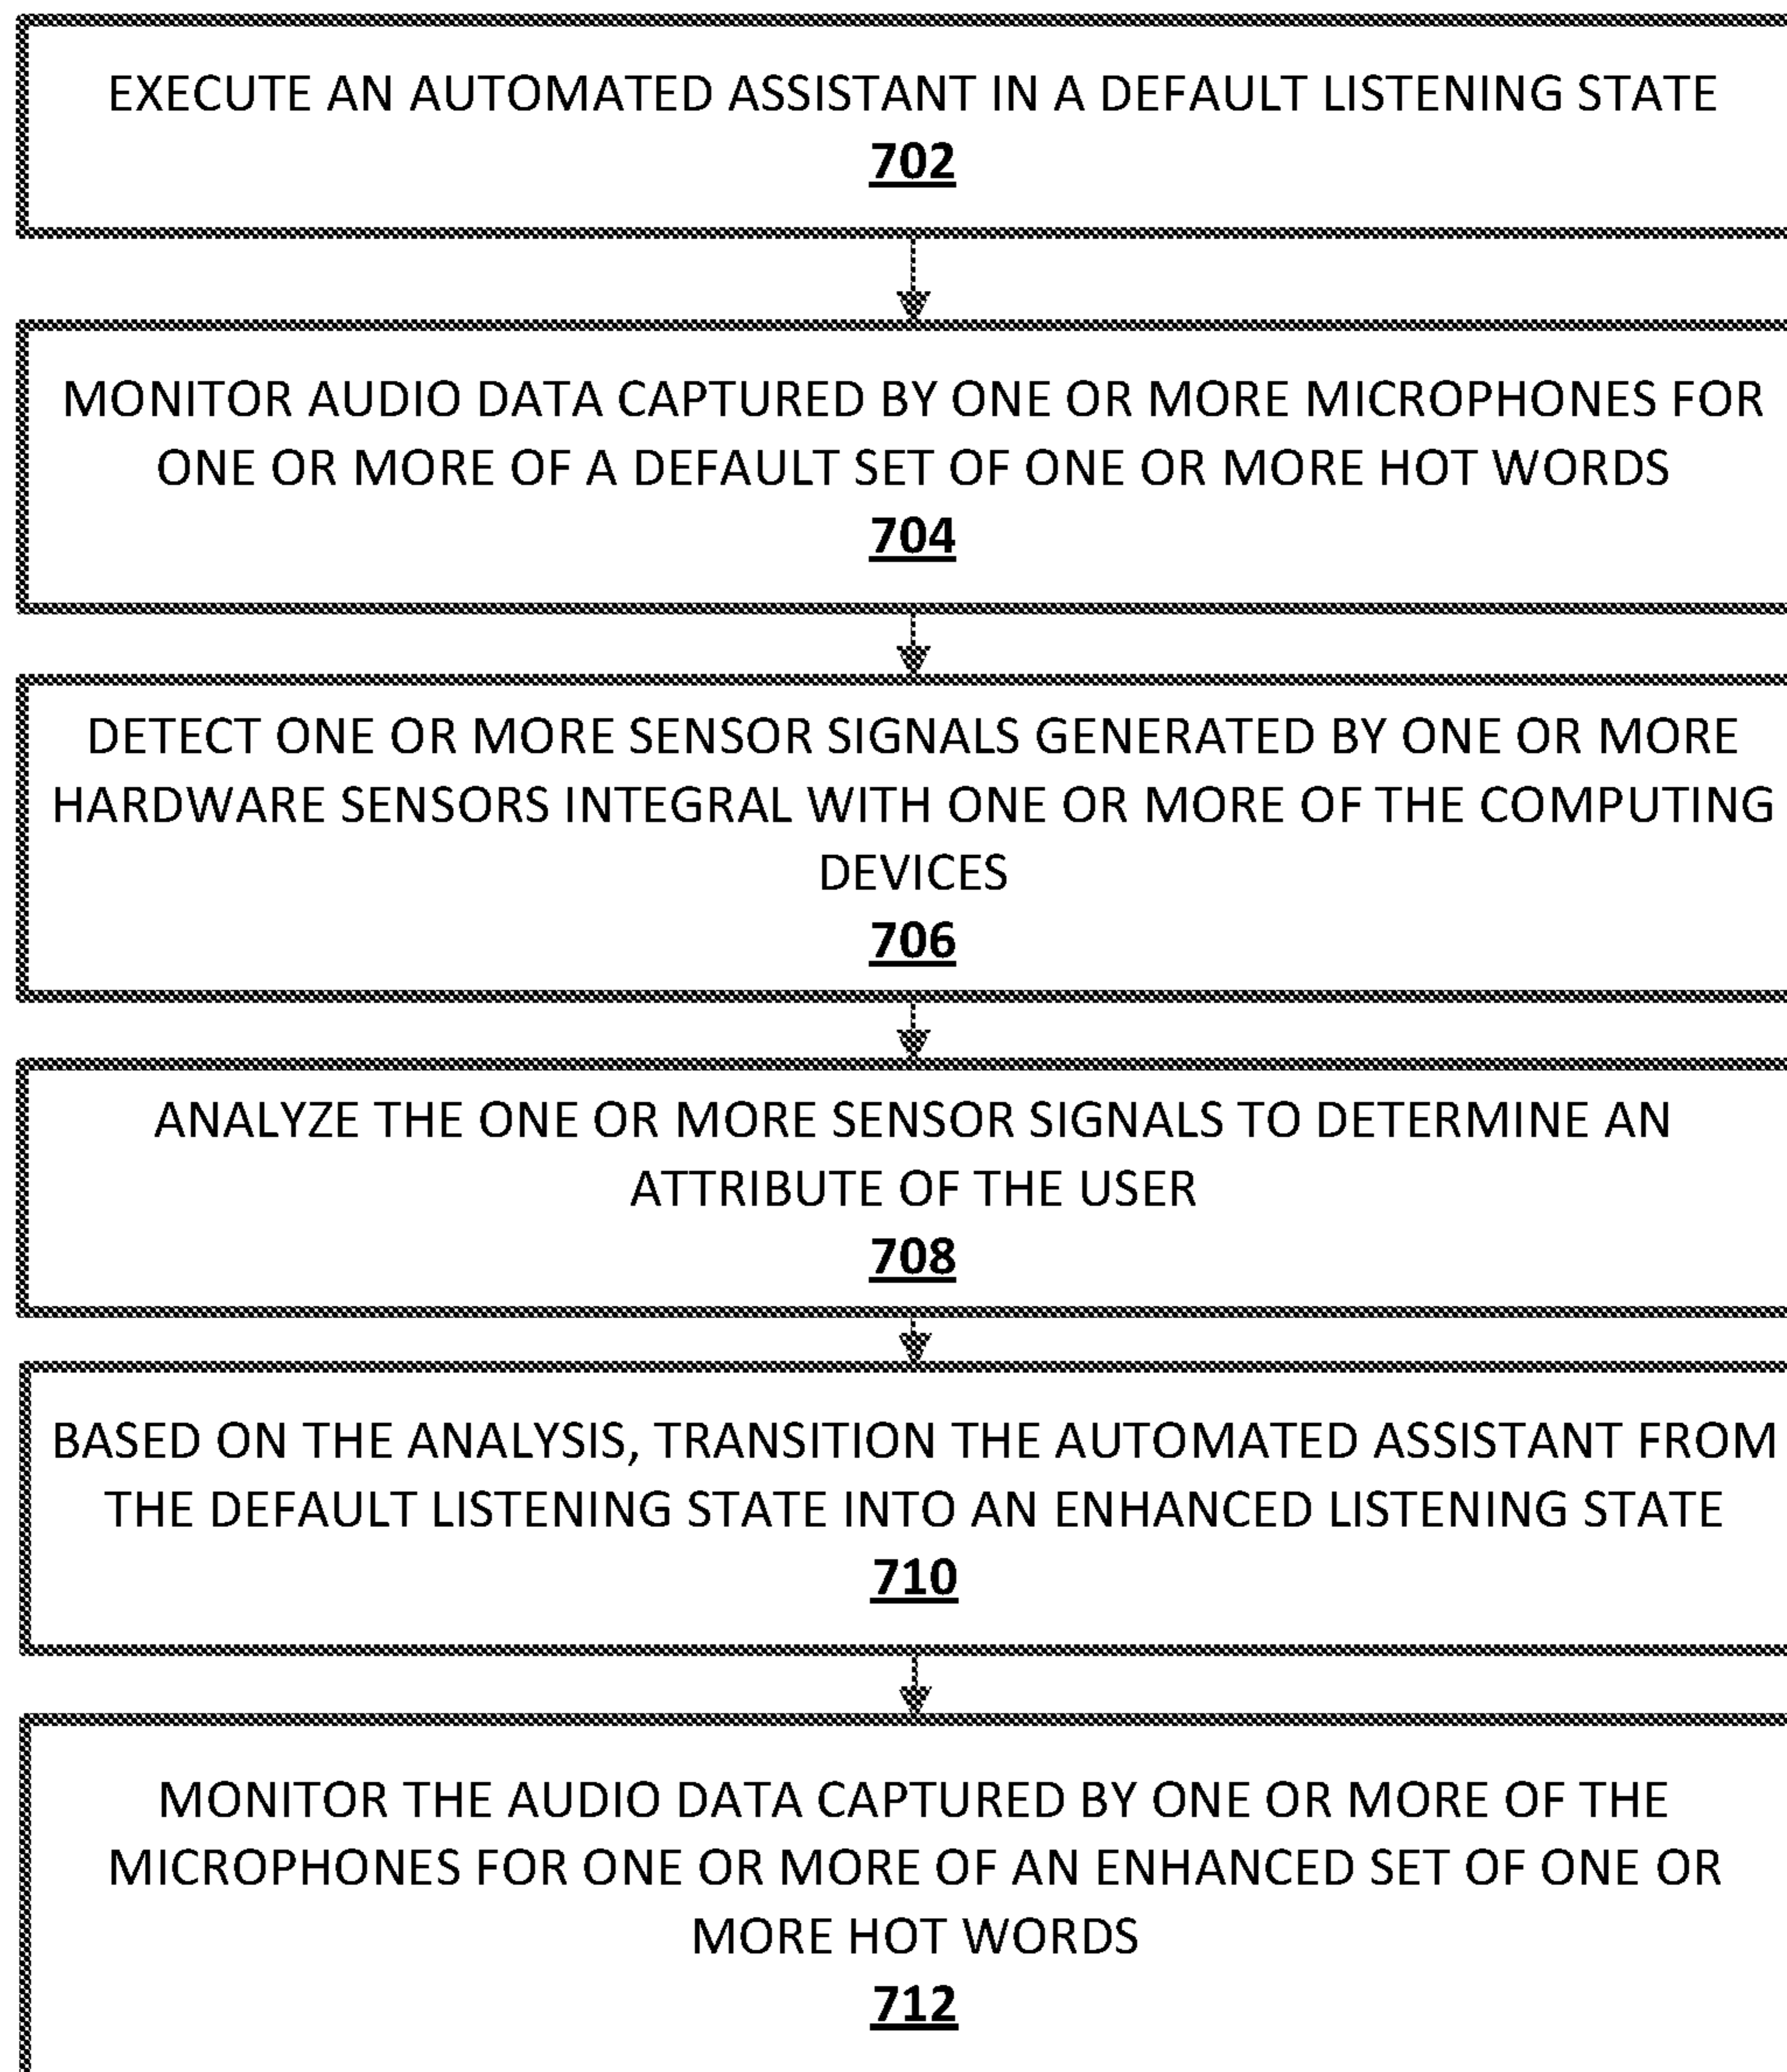 EXECUTE AN AUTOMATED ASSISTANT IN A DEFAULT LISTENING STATE
702
MONITOR AUDIO DATA CAPTURED BY ONE OR MORE MICROPHONES FOR
ONE OR MORE OF A DEFAULT SET OF ONE OR MORE HOT WORDS
704
DETECT ONE OR MORE SENSOR SIGNALS GENERATED BY ONE OR MORE
HARDWARE SENSORS INTEGRAL WITH ONE OR MORE OF THE COMPUTING
DEVICES
706
ANALYZE THE ONE OR MORE SENSOR SIGNALS TO DETERMINE AN
ATTRIBUTE OF THE USER
708
BASED ON THE ANALYSIS, TRANSITION THE AUTOMATED ASSISTANT FROM
THE DEFAULT LISTENING STATE INTO AN ENHANCED LISTENING STATE
710
MONITOR THE AUDIO DATA CAPTURED BY ONE OR MORE OF THE
MICROPHONES FOR ONE OR MORE OF AN ENHANCED SET OF ONE OR
MORE HOT WORDS
712